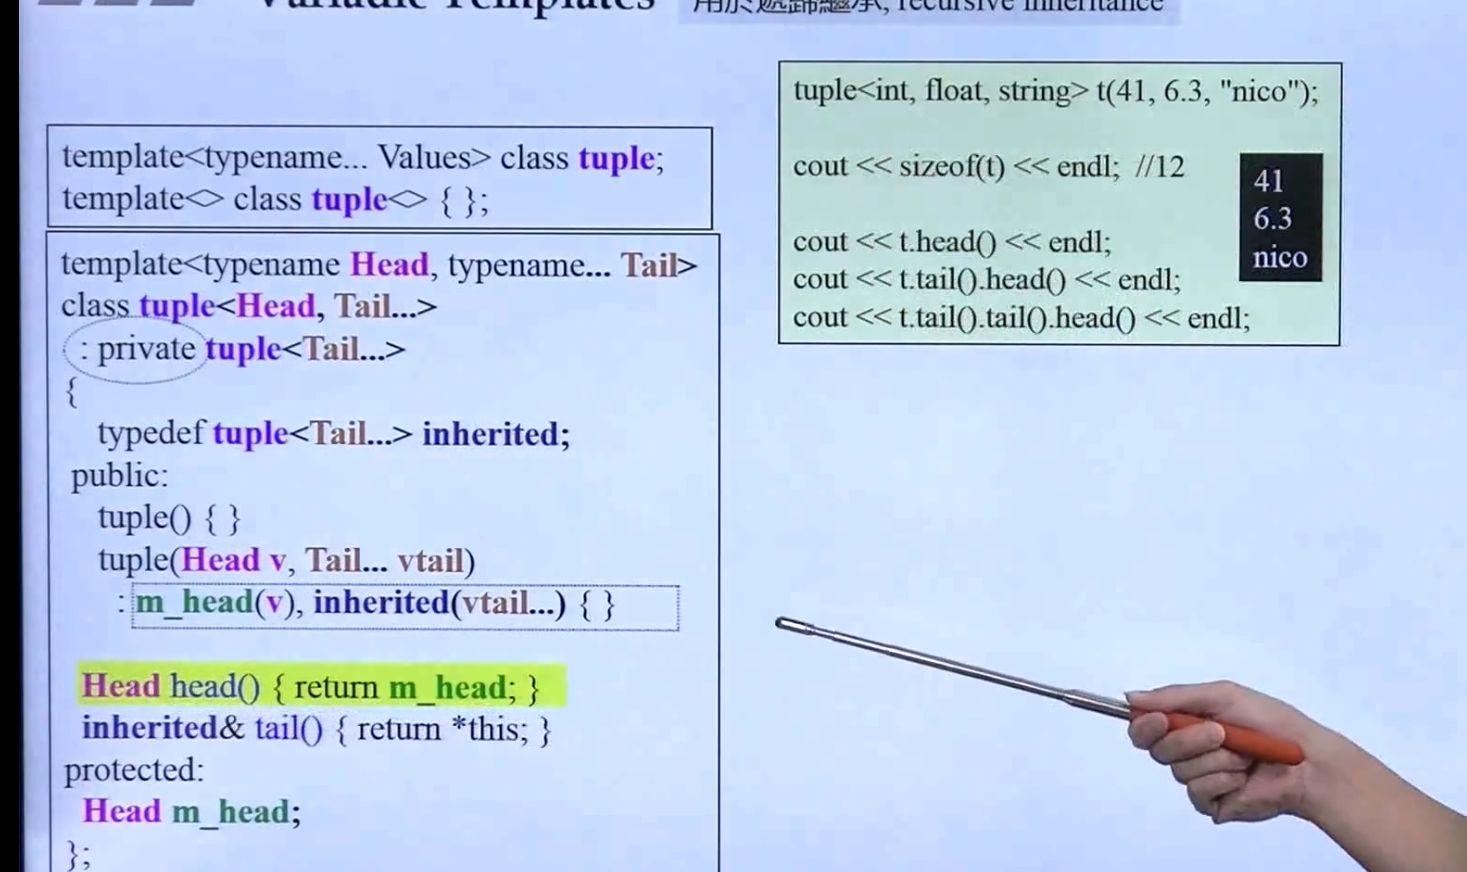 Variadic Templates 用於遞歸繼承, recursive inheritance
template<typename... Values> class tuple;
template<> class tuple<> { };
template<typename Head, typename... Tail>
class tuple<Head, Tail...>
: private tuple<Tail...>
{
typedef tuple<Tail...> inherited;
public:
tuple() { }
tuple(Head v, Tail... vtail)
: m_head(v), inherited(vtail...) { }
Head head() { return m_head; }
inherited& tail() { return *this; }
protected:
Head m_head;
};
tuple<int, float, string> t(41, 6.3, "nico");
cout << sizeof(t) << endl; //12
cout << t.head() << endl;
cout << t.tail().head() << endl;
cout << t.tail().tail().head() << endl;
41
6.3
nico